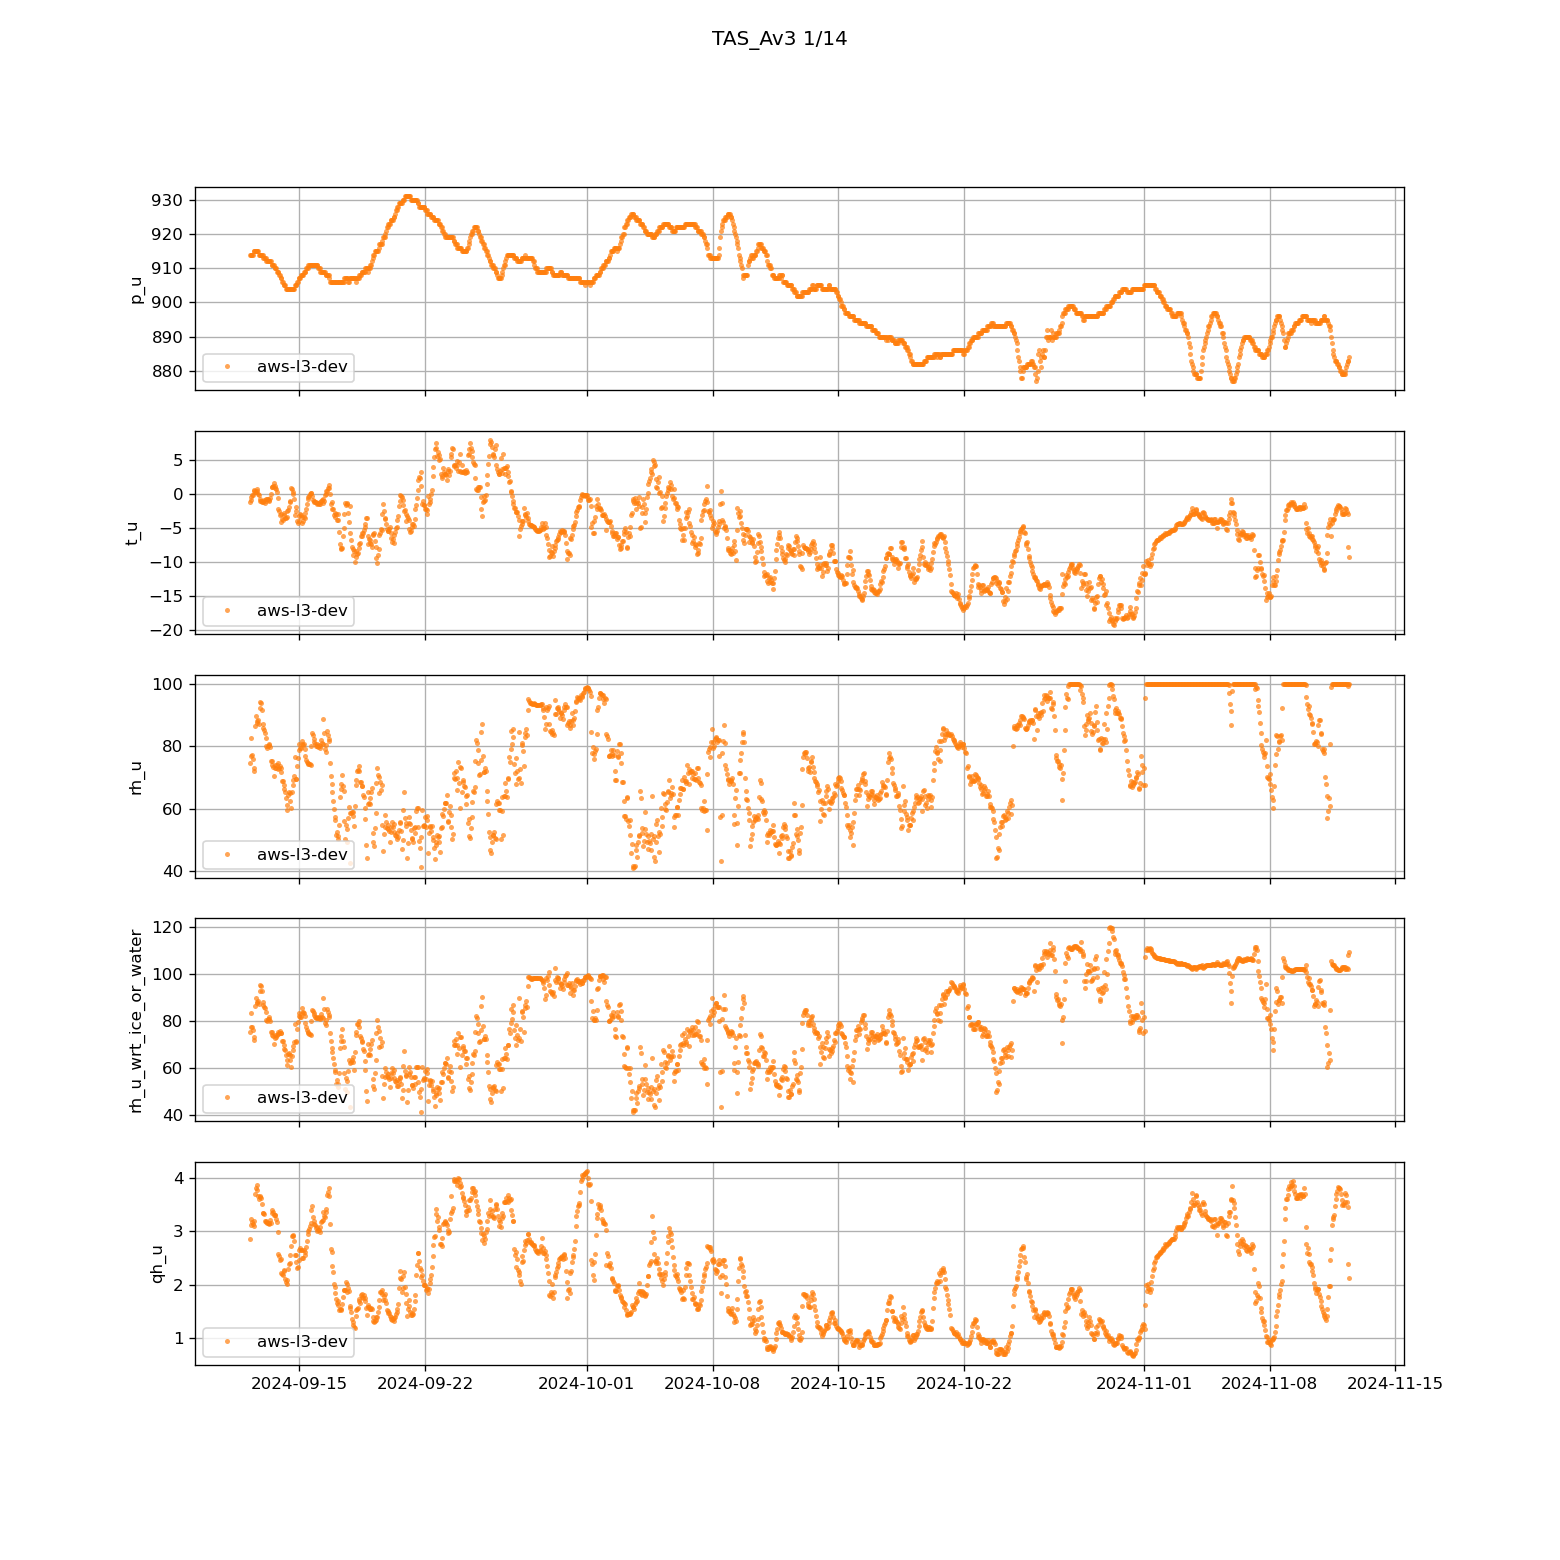 TAS_Av3 1/14
930
920
910
900
890
880
p_u
aws-l3-dev
5
0
−5
−10
−15
−20
t_u
aws-l3-dev
100
80
60
40
rh_u
aws-l3-dev
120
100
80
60
40
rh_u_wrt_ice_or_water
aws-l3-dev
4
3
2
1
qh_u
aws-l3-dev
2024-09-15 2024-09-22 2024-10-01 2024-10-08 2024-10-15 2024-10-22 2024-11-01 2024-11-08 2024-11-15